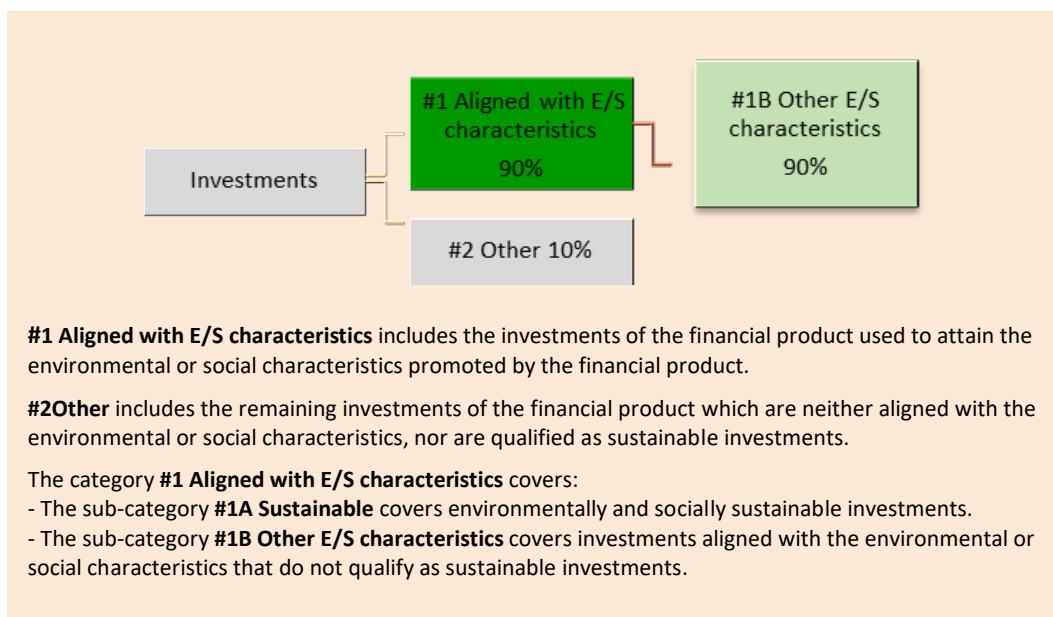 #1 Aligned with E/S
characteristics
90%
#1B Other E/S
characteristics
90%
Investments
#2 Other 10%
#1 Aligned with E/S characteristics includes the investments of the financial product used to attain the
environmental or social characteristics promoted by the financial product.
#2Other includes the remaining investments of the financial product which are neither aligned with the
environmental or social characteristics, nor are qualified as sustainable investments.
The category #1 Aligned with E/S characteristics covers:
- The sub-category #1A Sustainable covers environmentally and socially sustainable investments.
- The sub-category #1B Other E/S characteristics covers investments aligned with the environmental or
social characteristics that do not qualify as sustainable investments.